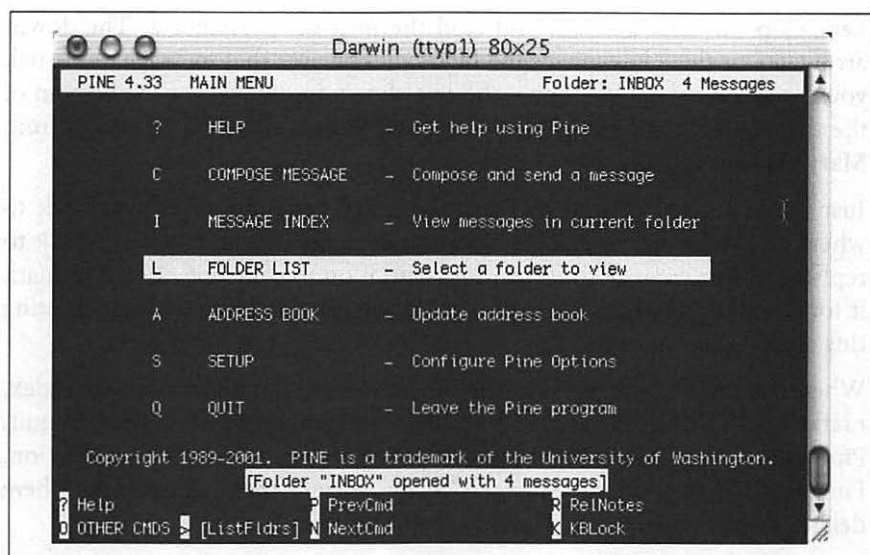 Darwin (ttyp1) 80x25
PINE 4.33 MAIN MENU Folder: INBOX 4 Messages
? HELP - Get help using Pine
C COMPOSE MESSAGE - Compose and send a message
I MESSAGE INDEX - View messages in current folder
L FOLDER LIST - Select a folder to view
A ADDRESS BOOK - Update address book
S SETUP - Configure Pine Options
Q QUIT - Leave the Pine program
Copyright 1989-2001. PINE is a trademark of the University of Washington.
[Folder "INBOX" opened with 4 messages]
? Help P PrevCmd R RelNotes
O OTHER CMDS > [ListFldrs] N NextCmd K KBLock